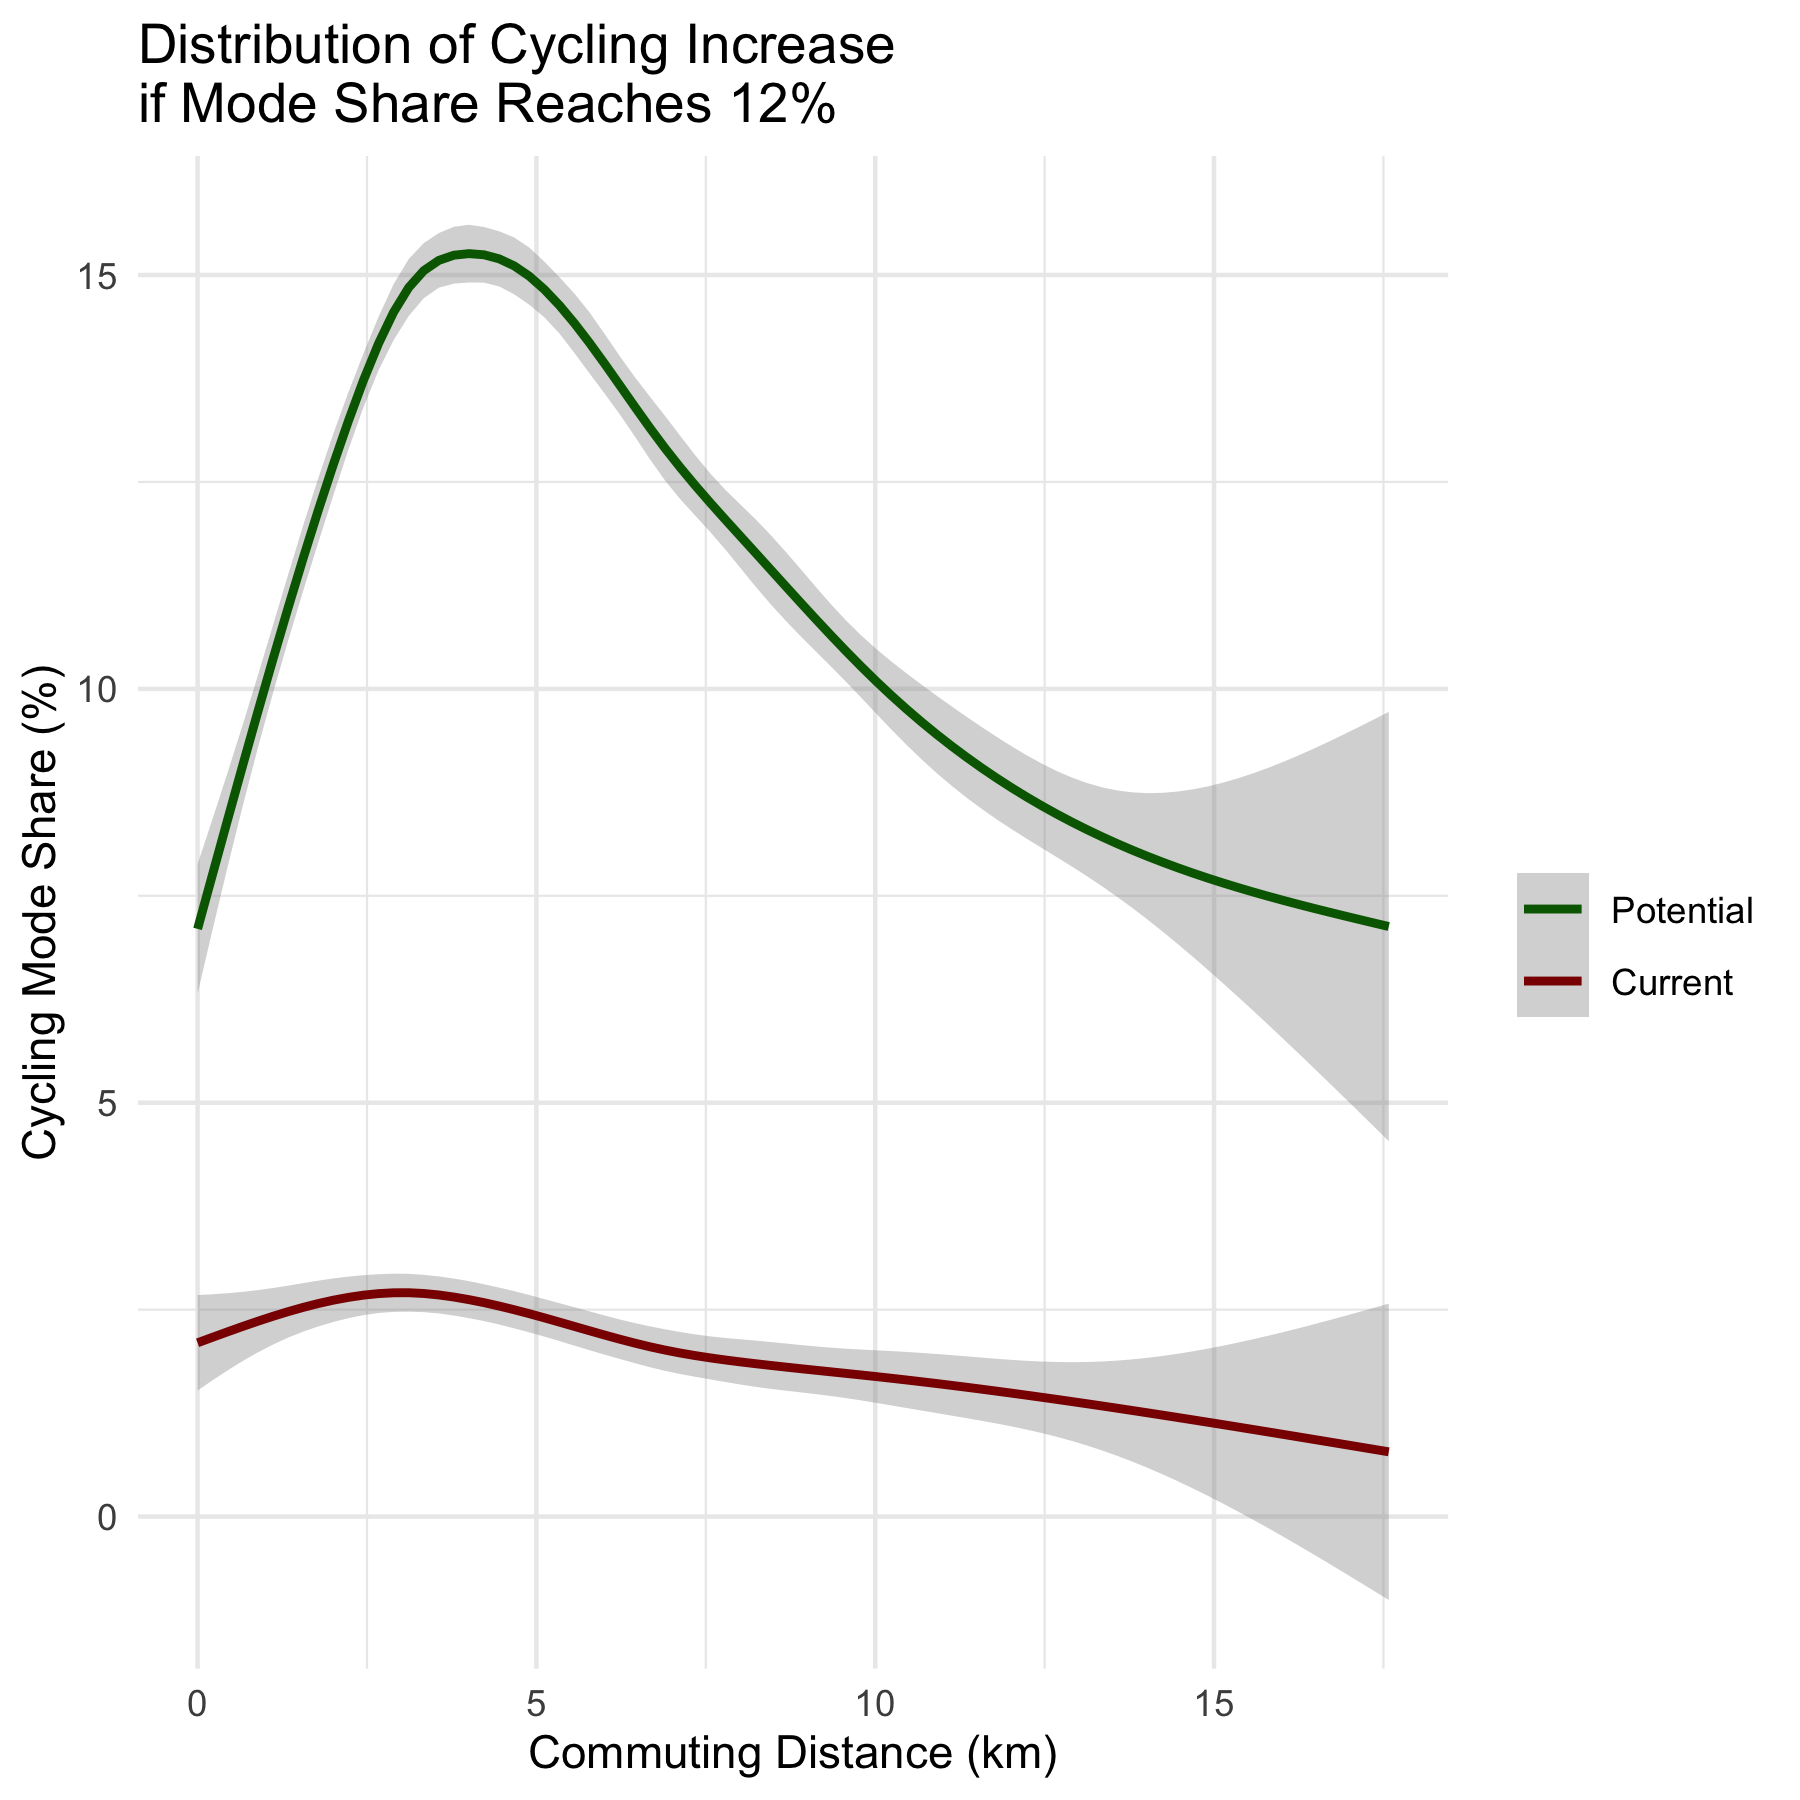 Distribution of Cycling Increase
if Mode Share Reaches 12%
Cycling Mode Share (%)
15
10
5
0
0 5 10 15
Commuting Distance (km)
Potential
Current